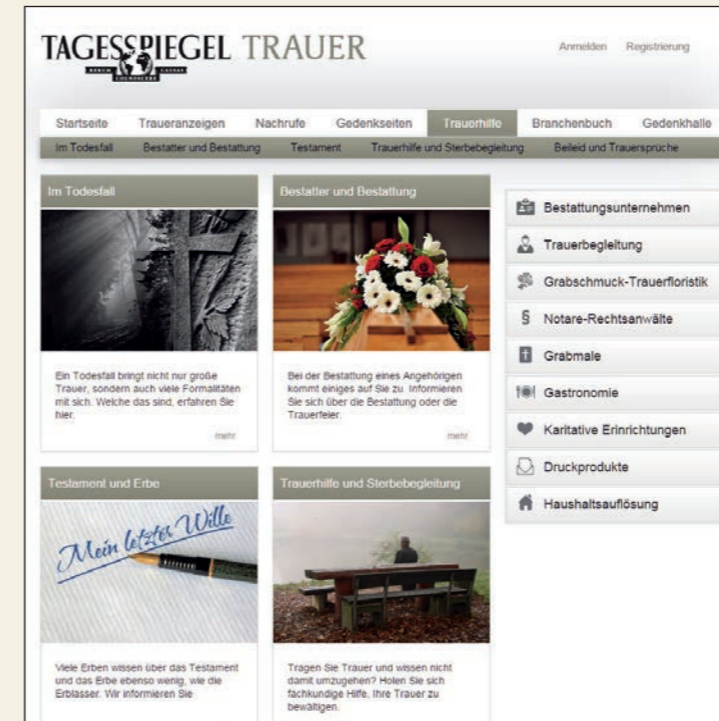 TAGESSPIEGEL TRAUER
RERUM CAUSAS
COGNOSCERE
Anmelden Registrierung
Startseite Traueranzeigen Nachrufe Gedenkseiten Trauerhilfe Branchenbuch Gedenkhalle
Im Todesfall Bestatter und Bestattung Testament Trauerhilfe und Sterbebegleitung Beileid und Trauersprüche
Im Todesfall
Ein Todesfall bringt nicht nur große
Trauer, sondern auch viele Formalitäten
mit sich. Welche das sind, erfahren Sie
hier.
mehr
Bestatter und Bestattung
Bei der Bestattung eines Angehörigen
kommt einiges auf Sie zu. Informieren
Sie sich über die Bestattung oder die
Trauerfeier.
mehr
Testament und Erbe
Mein letzter Wille
Viele Erben wissen über das Testament
und das Erbe ebenso wenig, wie die
Erblasser. Wir informieren Sie
Trauerhilfe und Sterbebegleitung
Tragen Sie Trauer und wissen nicht
damit umzugehen? Holen Sie sich
fachkundige Hilfe, Ihre Trauer zu
bewältigen.
Bestattungsunternehmen
Trauerbegleitung
Grabschmuck-Trauerfloristik
§ Notare-Rechtsanwälte
Grabmale
Gastronomie
Karitative Erinrichtungen
Druckprodukte
Haushaltsauflösung